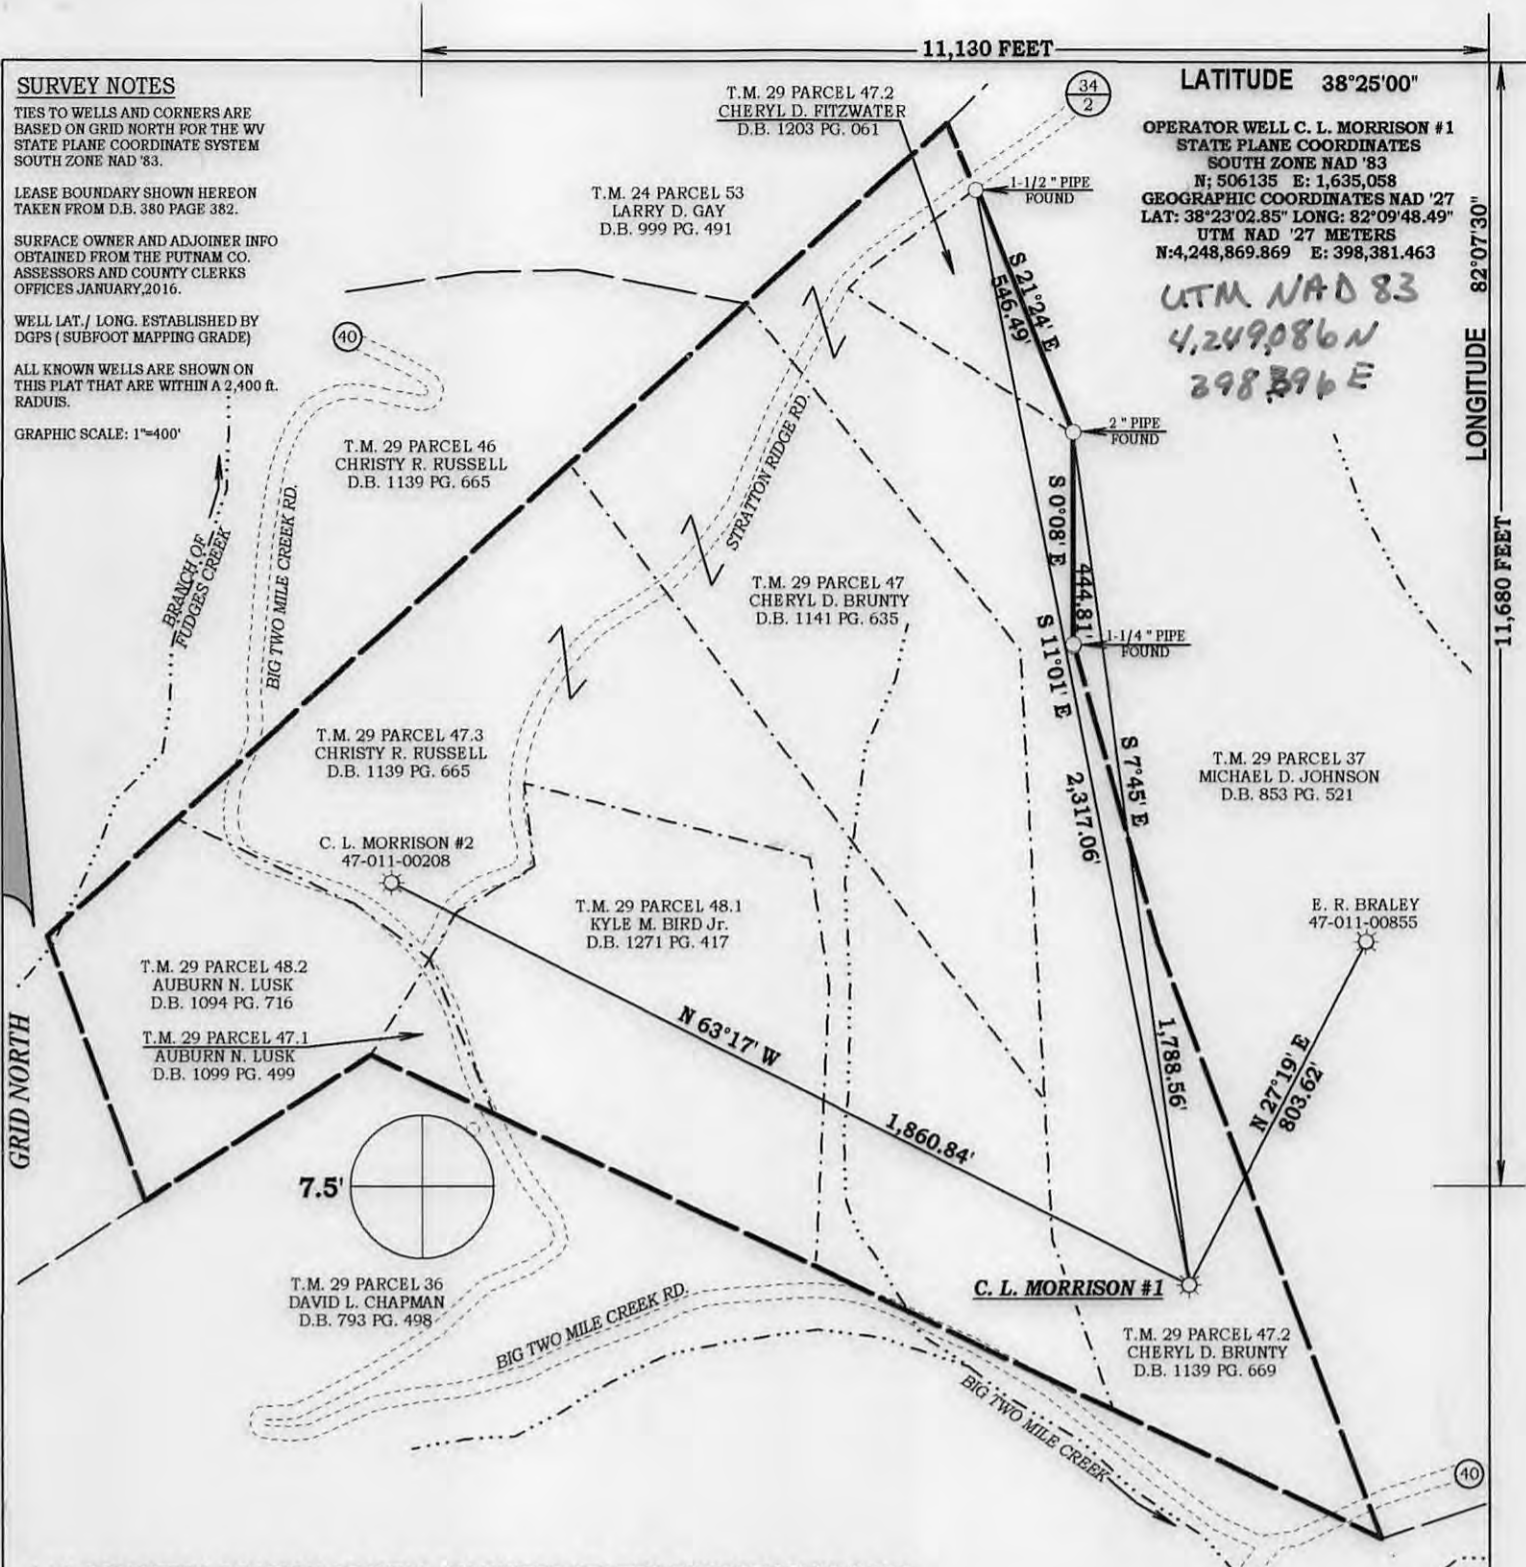 11,130 FEET
SURVEY NOTES
TIES TO WELLS AND CORNERS ARE
BASED ON GRID NORTH FOR THE WV
STATE PLANE COORDINATE SYSTEM
SOUTH ZONE NAD '83.
LEASE BOUNDARY SHOWN HEREON
TAKEN FROM D.B. 380 PAGE 382.
SURFACE OWNER AND ADJOINER INFO
OBTAINED FROM THE PUTNAM CO.
ASSESSORS AND COUNTY CLERKS
OFFICES JANUARY,2016.
WELL LAT./ LONG. ESTABLISHED BY
DGPS ( SUBFOOT MAPPING GRADE)
ALL KNOWN WELLS ARE SHOWN ON
THIS PLAT THAT ARE WITHIN A 2,400 ft.
RADUIS.
GRAPHIC SCALE: 1"=400'
T.M. 29 PARCEL 47.2
CHERYL D. FITZWATER
D.B. 1203 PG. 061
34
2
LATITUDE 38°25'00"
OPERATOR WELL C. L. MORRISON #1
STATE PLANE COORDINATES
SOUTH ZONE NAD '83
N; 506135 E: 1,635,058
GEOGRAPHIC COORDINATES NAD '27
LAT: 38°23'02.85" LONG: 82°09'48.49"
UTM NAD '27 METERS
N:4,248,869.869 E: 398,381.463
UTM NAD 83
4,249,086 N
398,396 E
LONGITUDE 82°07'30"
11,680 FEET
T.M. 24 PARCEL 53
LARRY D. GAY
D.B. 999 PG. 491
1-1/2 " PIPE
FOUND
S 21°24' E
546.49'
40
2 " PIPE
FOUND
T.M. 29 PARCEL 46
CHRISTY R. RUSSELL
D.B. 1139 PG. 665
STRATTON RIDGE RD.
S 0°08' E
444.81'
BRANCH OF
FUDGES CREEK
BIG TWO MILE CREEK RD.
T.M. 29 PARCEL 47
CHERYL D. BRUNTY
D.B. 1141 PG. 635
1-1/4 " PIPE
FOUND
S 11°01' E
2,317.06'
S 7°45' E
1,788.56'
T.M. 29 PARCEL 47.3
CHRISTY R. RUSSELL
D.B. 1139 PG. 665
T.M. 29 PARCEL 37
MICHAEL D. JOHNSON
D.B. 853 PG. 521
C. L. MORRISON #2
47-011-00208
T.M. 29 PARCEL 48.1
KYLE M. BIRD Jr.
D.B. 1271 PG. 417
E. R. BRALEY
47-011-00855
T.M. 29 PARCEL 48.2
AUBURN N. LUSK
D.B. 1094 PG. 716
T.M. 29 PARCEL 47.1
AUBURN N. LUSK
D.B. 1099 PG. 499
GRID NORTH
N 63°17' W
1,860.84'
N 27°19' E
803.62'
7.5'
C. L. MORRISON #1
T.M. 29 PARCEL 36
DAVID L. CHAPMAN
D.B. 793 PG. 498
BIG TWO MILE CREEK RD.
T.M. 29 PARCEL 47.2
CHERYL D. BRUNTY
D.B. 1139 PG. 669
BIG TWO MILE CREEK
40